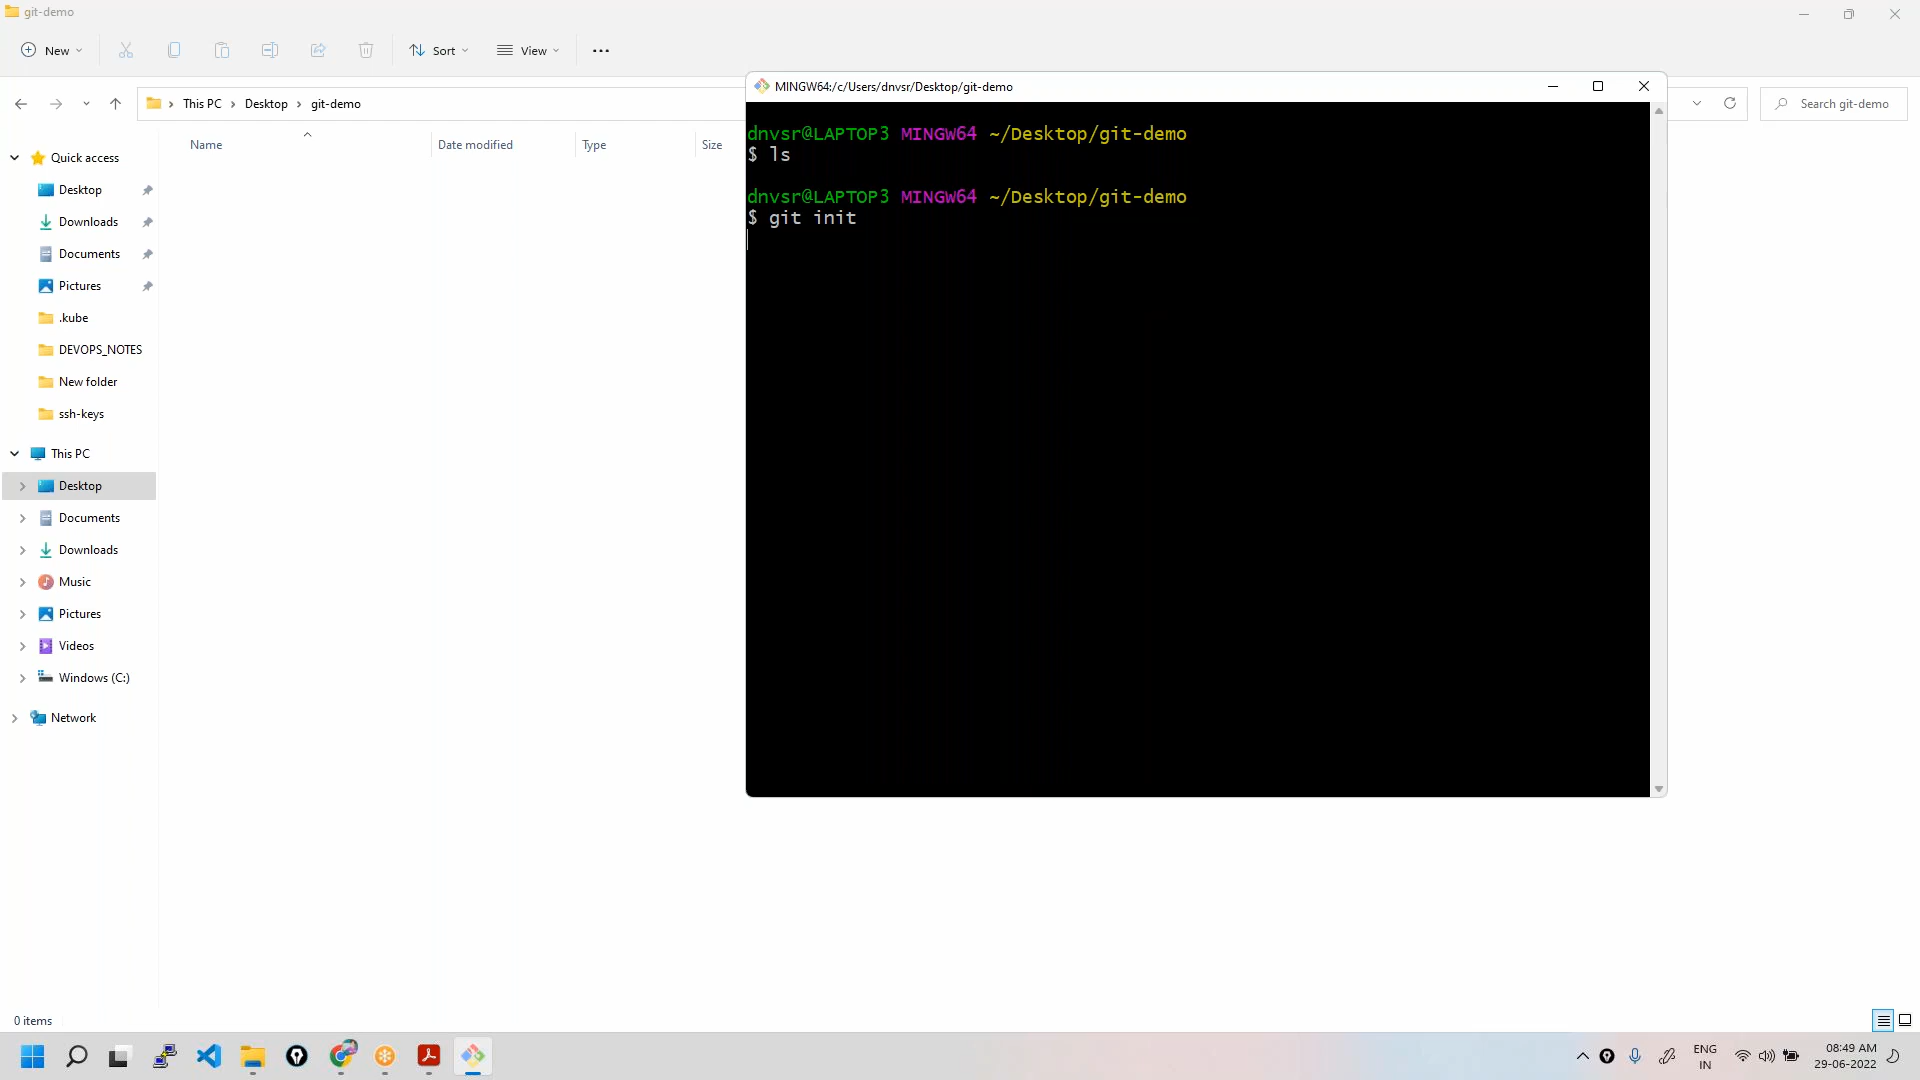 git-demo
New
Sort
View
This PC
Desktop
git-demo
Search git-demo
Name
Date modified
Type
Size
Quick access
Desktop
Downloads
Documents
Pictures
.kube
DEVOPS_NOTES
New folder
ssh-keys
This PC
Desktop
Documents
Downloads
Music
Pictures
Videos
Windows (C:)
Network
0 items
MINGW64:/c/Users/dnvsr/Desktop/git-demo
dnvsr@LAPTOP3 MINGW64 ~/Desktop/git-demo
$ ls
dnvsr@LAPTOP3 MINGW64 ~/Desktop/git-demo
$ git init
ENG
IN
08:49 AM
29-06-2022